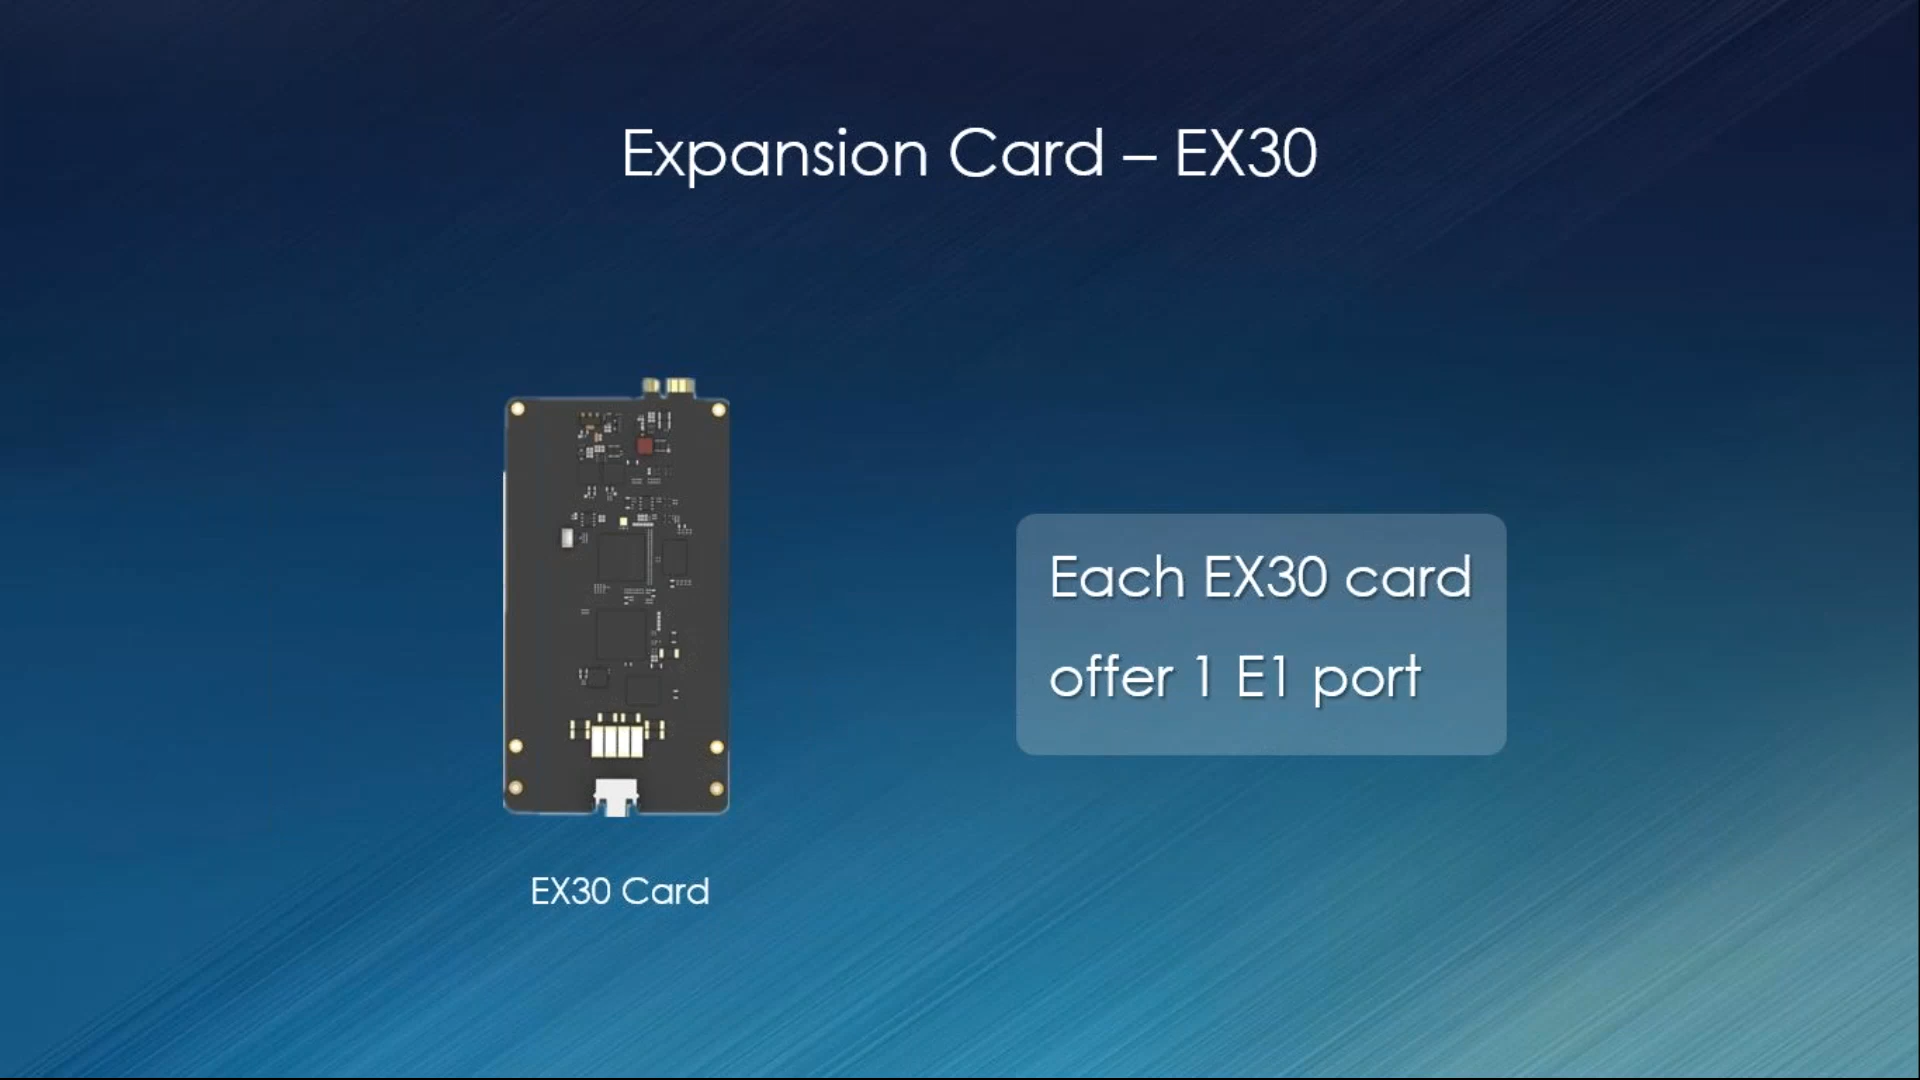 Expansion Card – EX30
Each EX30 card
offer 1 E1 port
EX30 Card